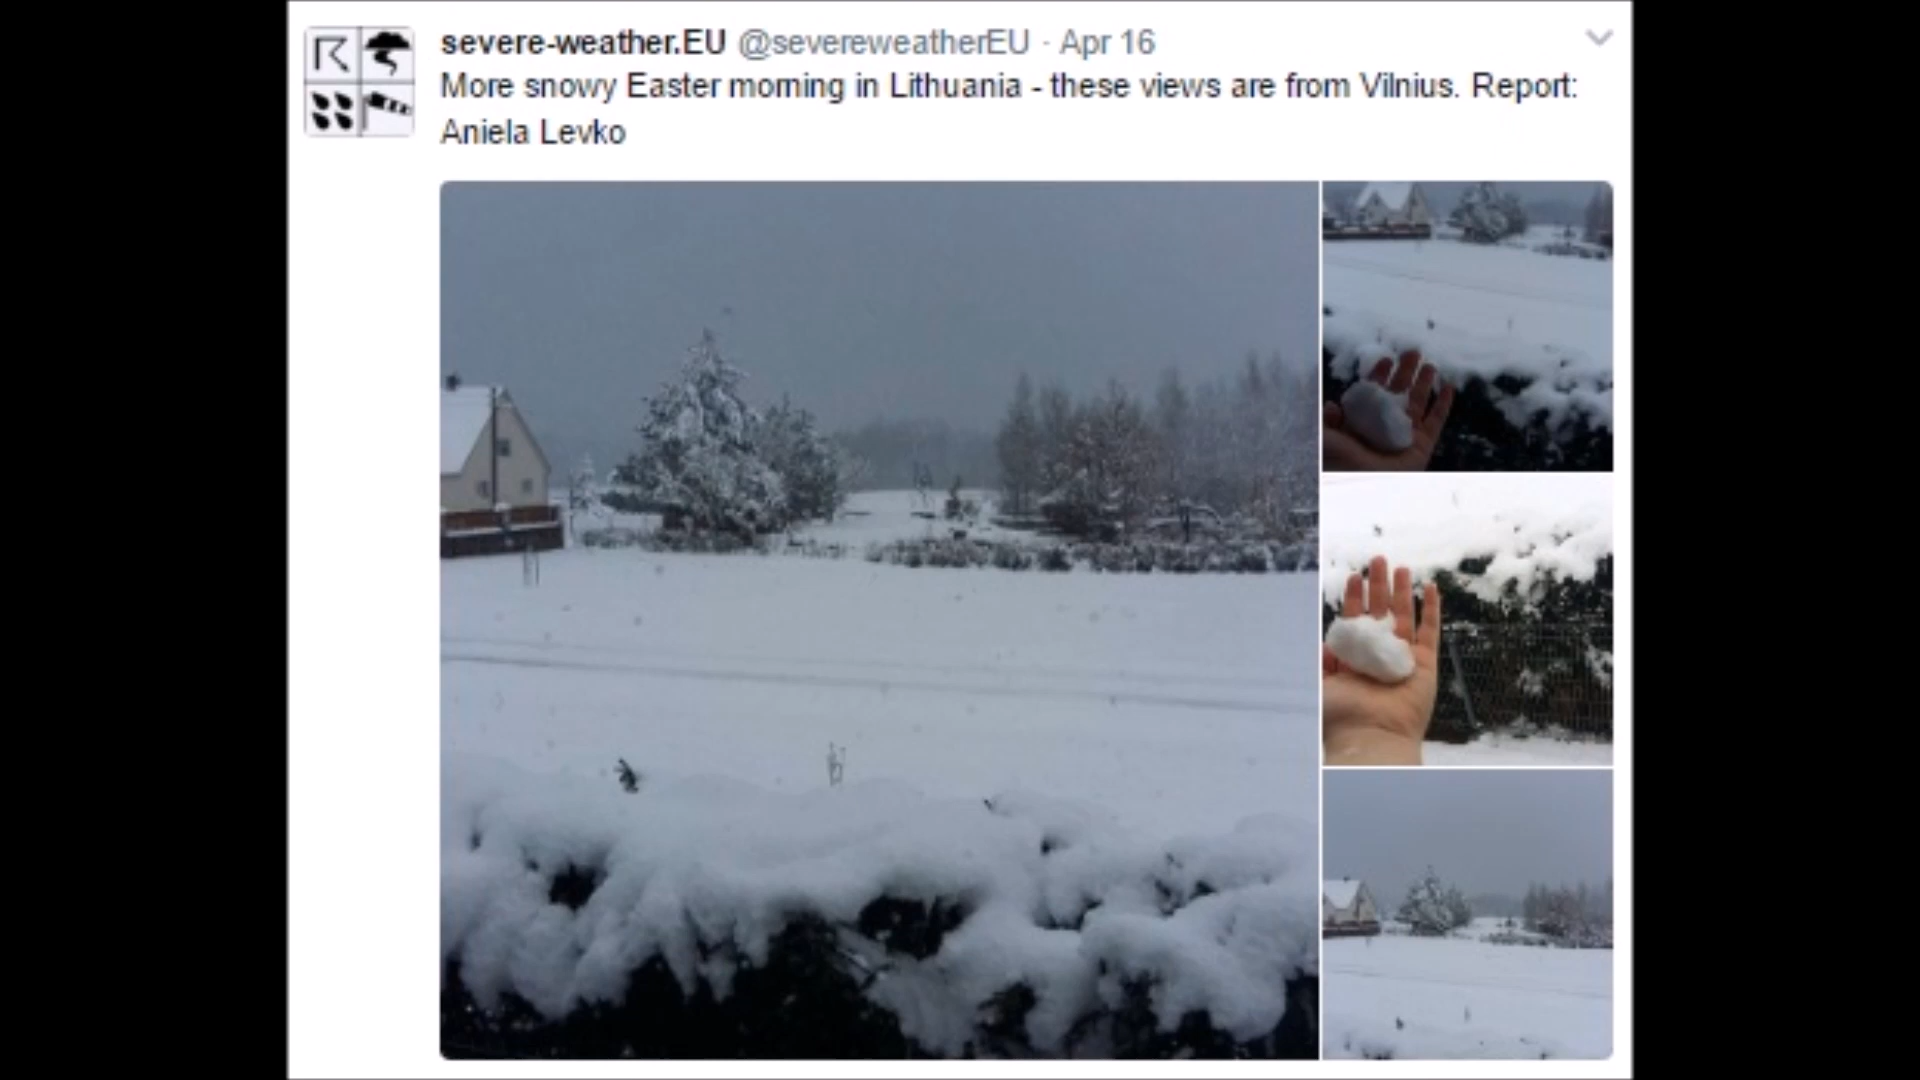 severe-weather.EU @severeweatherEU · Apr 16
More snowy Easter morning in Lithuania - these views are from Vilnius. Report:
Aniela Levko